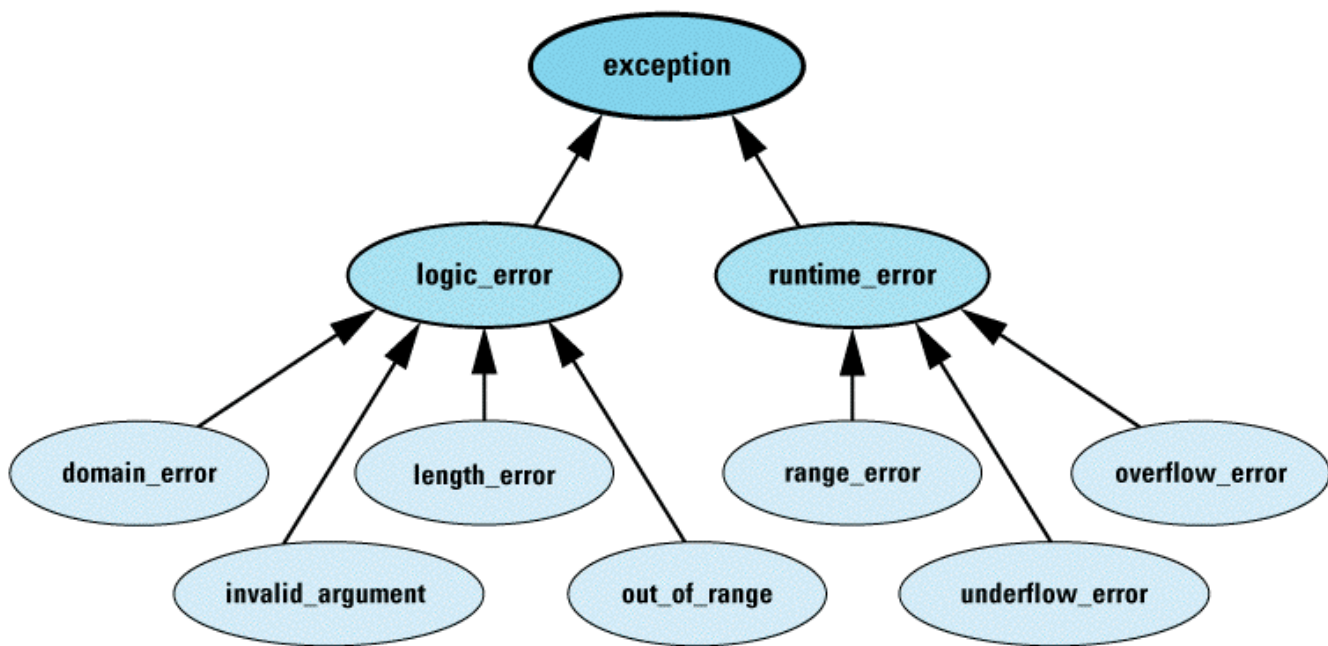 exception
logic_error
runtime_error
domain_error
length_error
range_error
overflow_error
invalid_argument
out_of_range
underflow_error